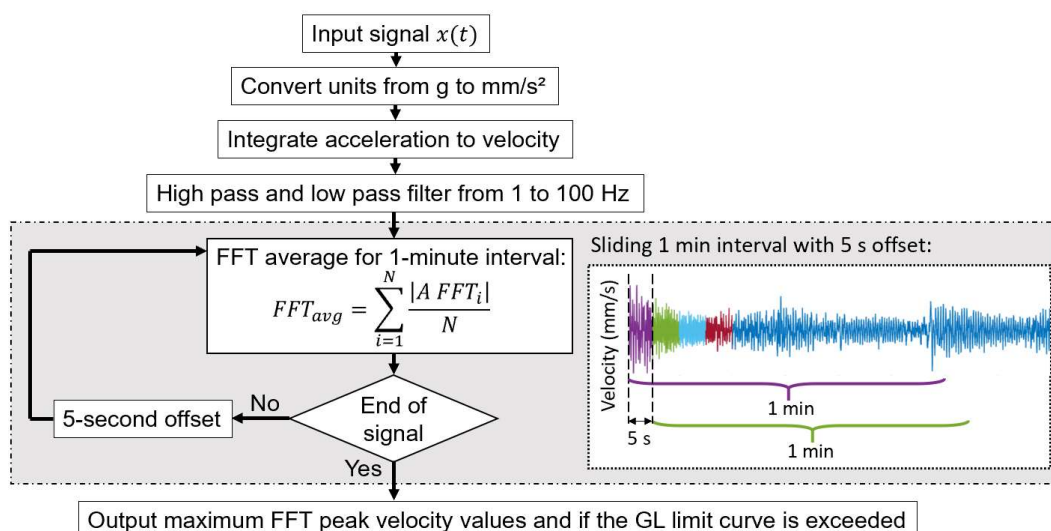 Input signal x(t)
Convert units from g to mm/s²
Integrate acceleration to velocity
High pass and low pass filter from 1 to 100 Hz
FFT average for 1-minute interval:
FFT_avg = \sum_{i=1}^{N} \frac{|A FFT_i|}{N}
End of
signal
No
5-second offset
Yes
Output maximum FFT peak velocity values and if the GL limit curve is exceeded
Sliding 1 min interval with 5 s offset:
Velocity (mm/s)
1 min
5 s
1 min